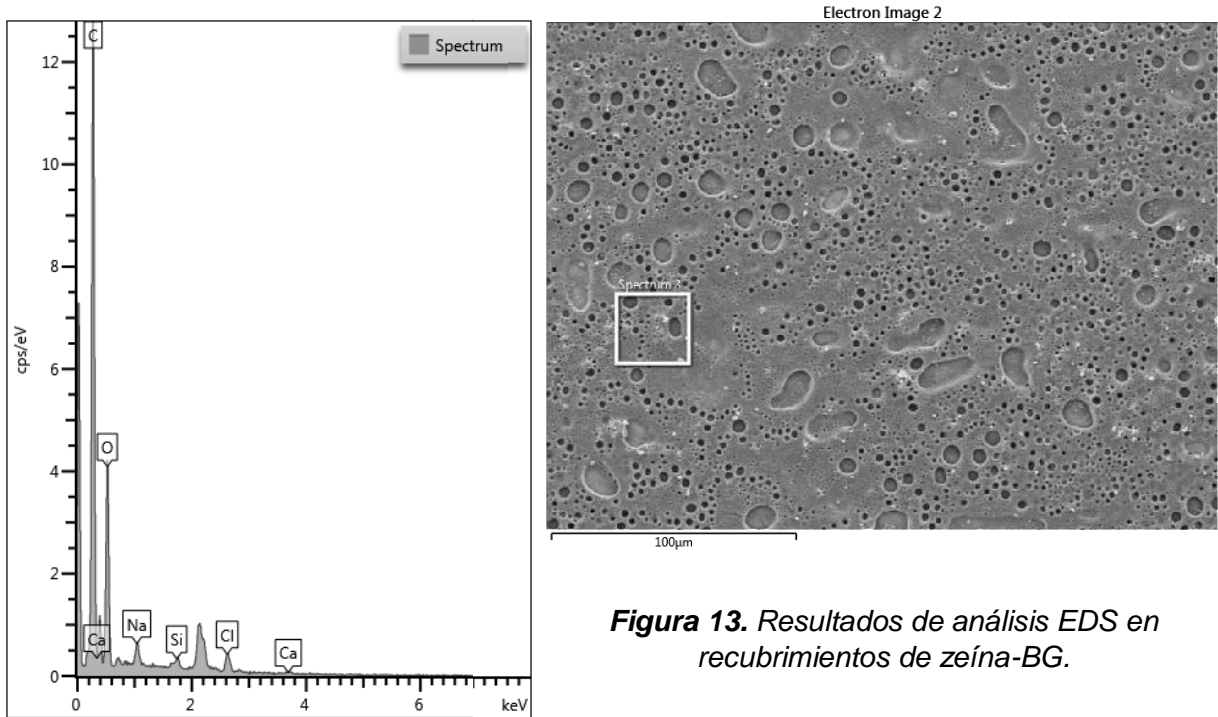 Electron Image 2
C
Spectrum
12
10
8
cps/eV
6
O
4
2
Ca
Na
Si
Cl
Ca
0
0
2
4
6
keV
Spectrum 3
100µm
Figura 13. Resultados de análisis EDS en
recubrimientos de zeína-BG.